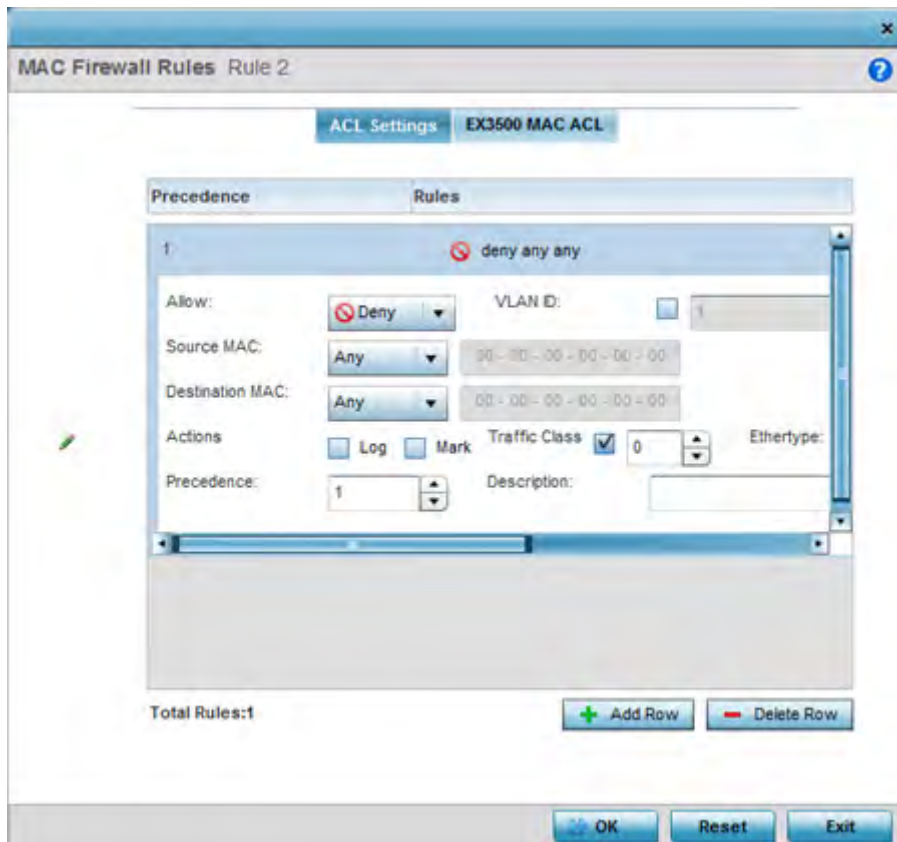 ×
MAC Firewall Rules Rule 2
?
ACL Settings EX3500 MAC ACL
Precedence Rules
1 deny any any
Allow: Deny VLAN ID: 1
Source MAC: Any 00 - 00 - 00 - 00 - 00 - 00
Destination MAC: Any 00 - 00 - 00 - 00 - 00 - 00
Actions Log Mark Traffic Class 0 Ethertype:
Precedence: 1 Description:
Total Rules:1 Add Row Delete Row
OK Reset Exit